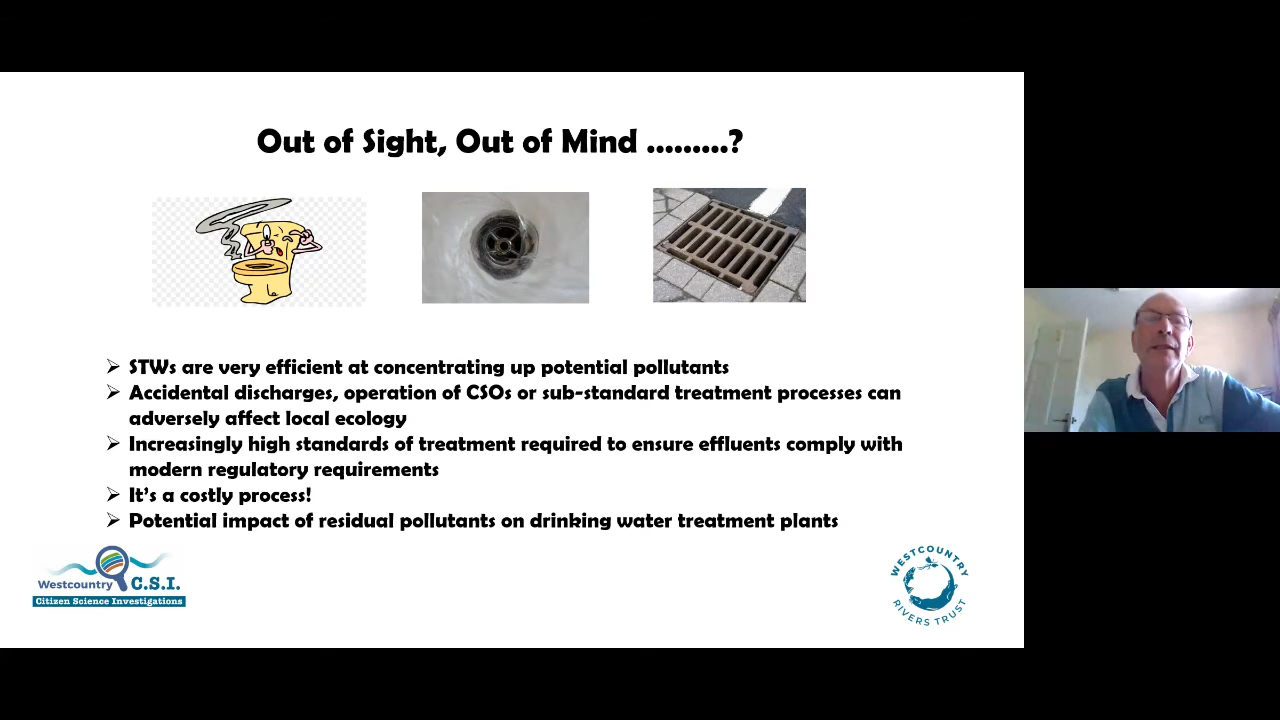 Out of Sight, Out of Mind .........?
➢ STWs are very efficient at concentrating up potential pollutants
➢ Accidental discharges, operation of CSOs or sub-standard treatment processes can
adversely affect local ecology
➢ Increasingly high standards of treatment required to ensure effluents comply with
modern regulatory requirements
➢ It's a costly process!
➢ Potential impact of residual pollutants on drinking water treatment plants
Westcountry C.S.I.
Citizen Science Investigations
WESTCOUNTRY
RIVERS TRUST